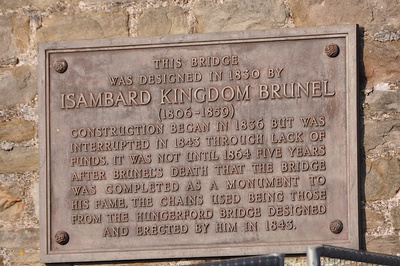 THIS BRIDGE
WAS DESIGNED IN 1830 BY
ISAMBARD KINGDOM BRUNEL
(1806-1859)
CONSTRUCTION BEGAN IN 1836 BUT WAS
INTERRUPTED IN 1843 THROUGH LACK OF
FUNDS. IT WAS NOT UNTIL 1864 FIVE YEARS
AFTER BRUNEL'S DEATH THAT THE BRIDGE
WAS COMPLETED AS A MONUMENT TO
HIS FAME, THE CHAINS USED BEING THOSE
FROM THE HUNGERFORD BRIDGE DESIGNED
AND ERECTED BY HIM IN 1843.